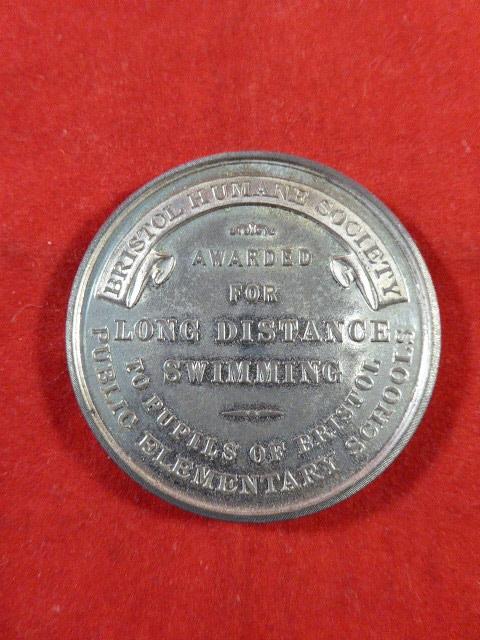 BRISTOL HUMANE SOCIETY
AWARDED
FOR
LONG DISTANCE
SWIMMING
TO PUPILS OF BRISTOL
PUBLIC ELEMENTARY SCHOOLS